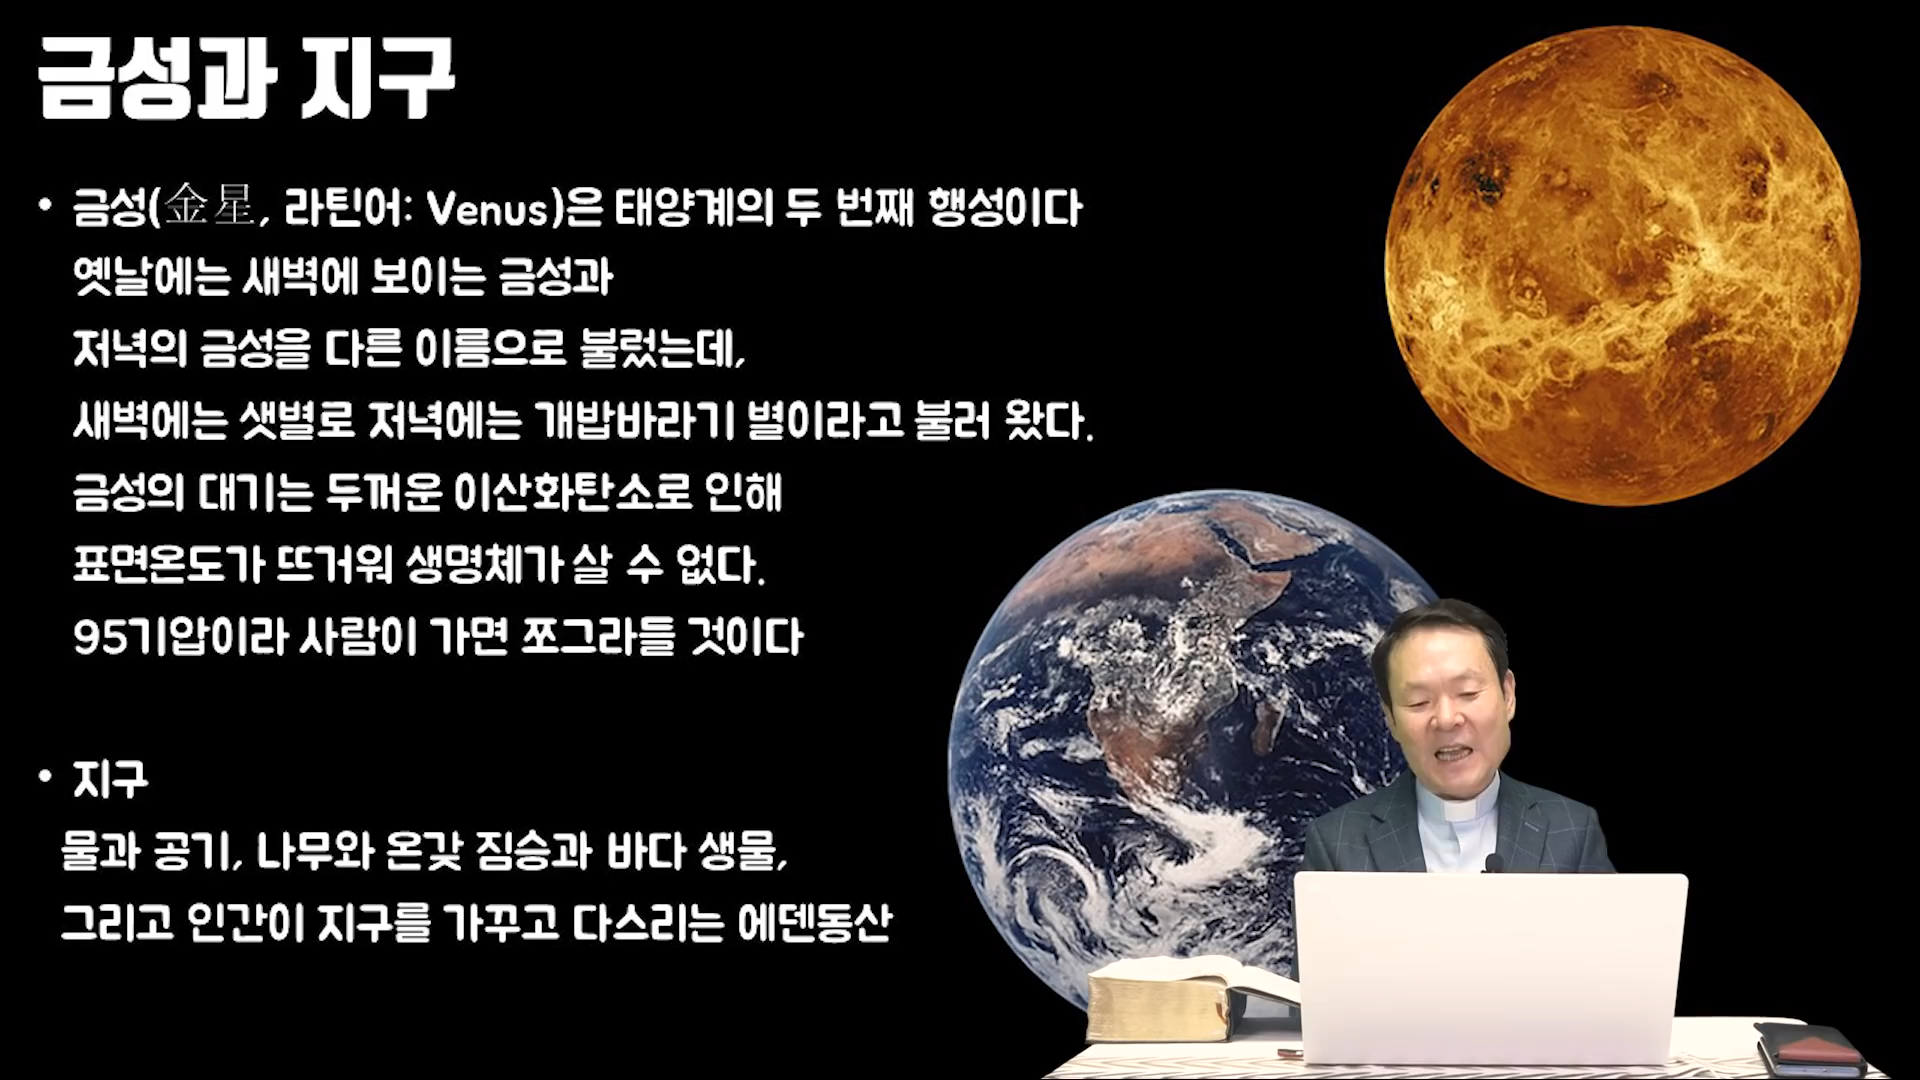 금성과 지구
• 금성(金星, 라틴어: Venus)은 태양계의 두 번째 행성이다
옛날에는 새벽에 보이는 금성과
저녁의 금성을 다른 이름으로 불렀는데,
새벽에는 샛별로 저녁에는 개밥바라기 별이라고 불러 왔다.
금성의 대기는 두꺼운 이산화탄소로 인해
표면온도가 뜨거워 생명체가 살 수 없다.
95기압이라 사람이 가면 쪼그라들 것이다
• 지구
물과 공기, 나무와 온갖 짐승과 바다 생물,
그리고 인간이 지구를 가꾸고 다스리는 에덴동산